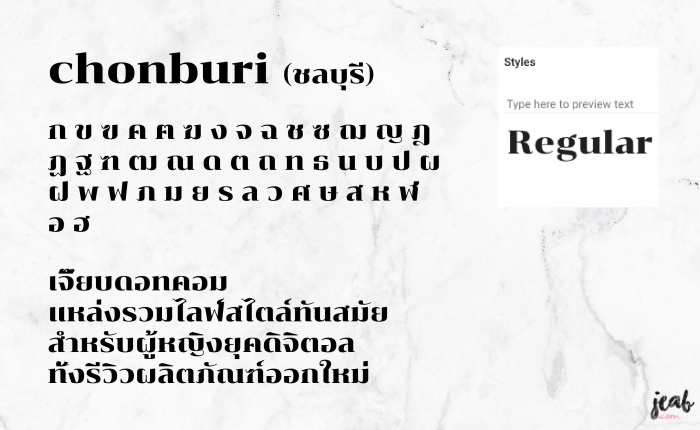 chonburi (ชลบุรี)
ก ข ฃ ค ฅ ฆ ง จ ฉ ช ซ ฌ ญ ฎ
ฏ ฐ ฑ ฒ ณ ด ต ถ ท ธ น บ ป ผ
ฝ พ ฟ ภ ม ย ร ล ว ศ ษ ส ห ฬ
อ ฮ
เจี๊ยบดอทคอม
แหล่งรวมไลฟ์สไตล์ทันสมัย
สำหรับผู้หญิงยุคดิจิตอล
ทั้งรีวิวผลิตภัณฑ์ออกใหม่
Styles
Type here to preview text
Regular
jeab
.com